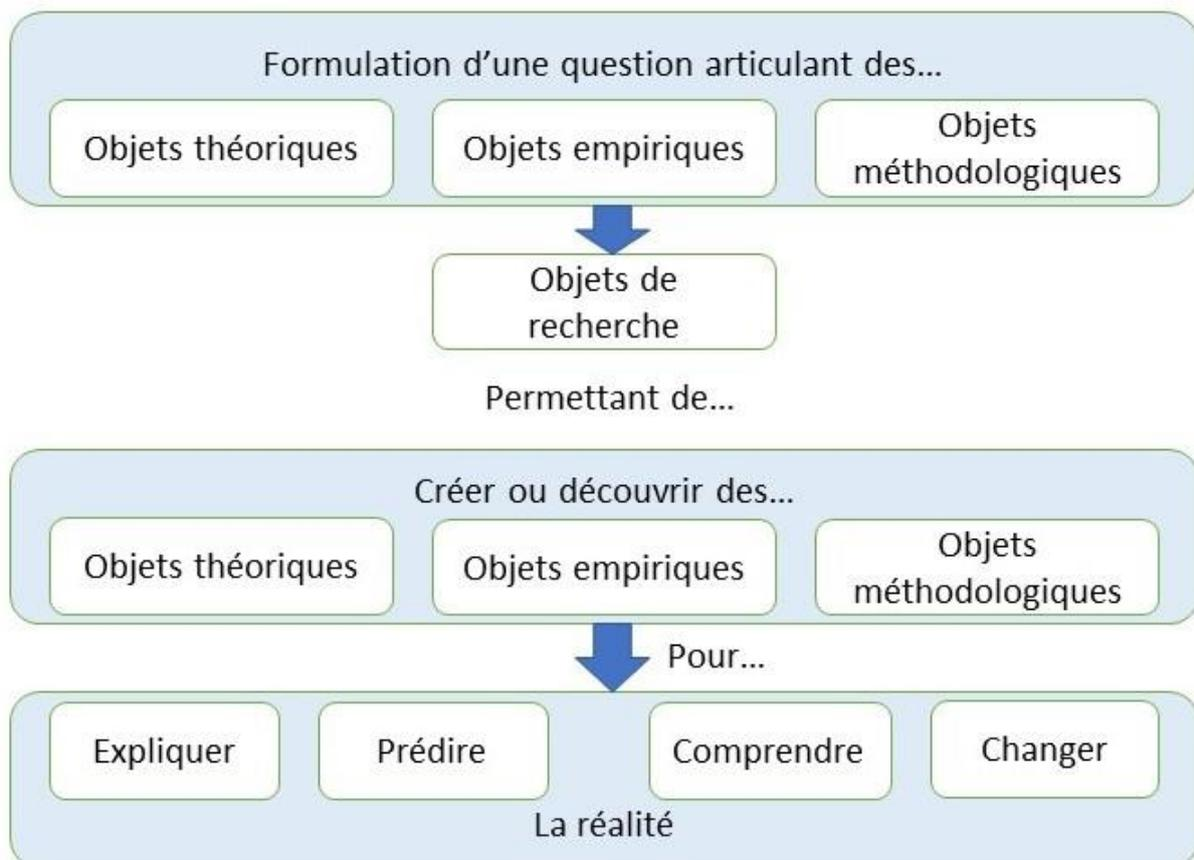 Formulation d’une question articulant des…
Objets théoriques
Objets empiriques
Objets
méthodologiques
Objets de
recherche
Permettant de…
Créer ou découvrir des…
Objets théoriques
Objets empiriques
Objets
méthodologiques
Pour…
Expliquer
Prédire
Comprendre
Changer
La réalité